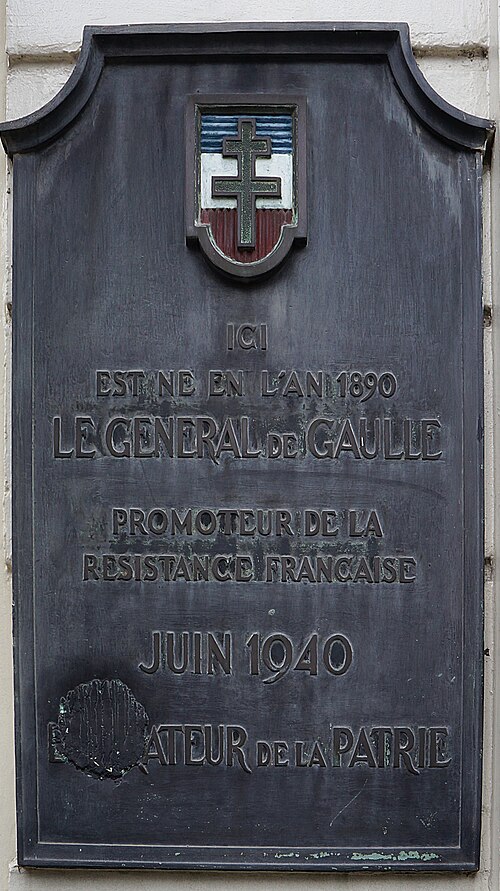 ICI
EST NE EN L'AN 1890
LE GENERAL DE GAULLE
PROMOTEUR DE LA
RESISTANCE FRANCAISE
JUIN 1940
DE LA PATRIE